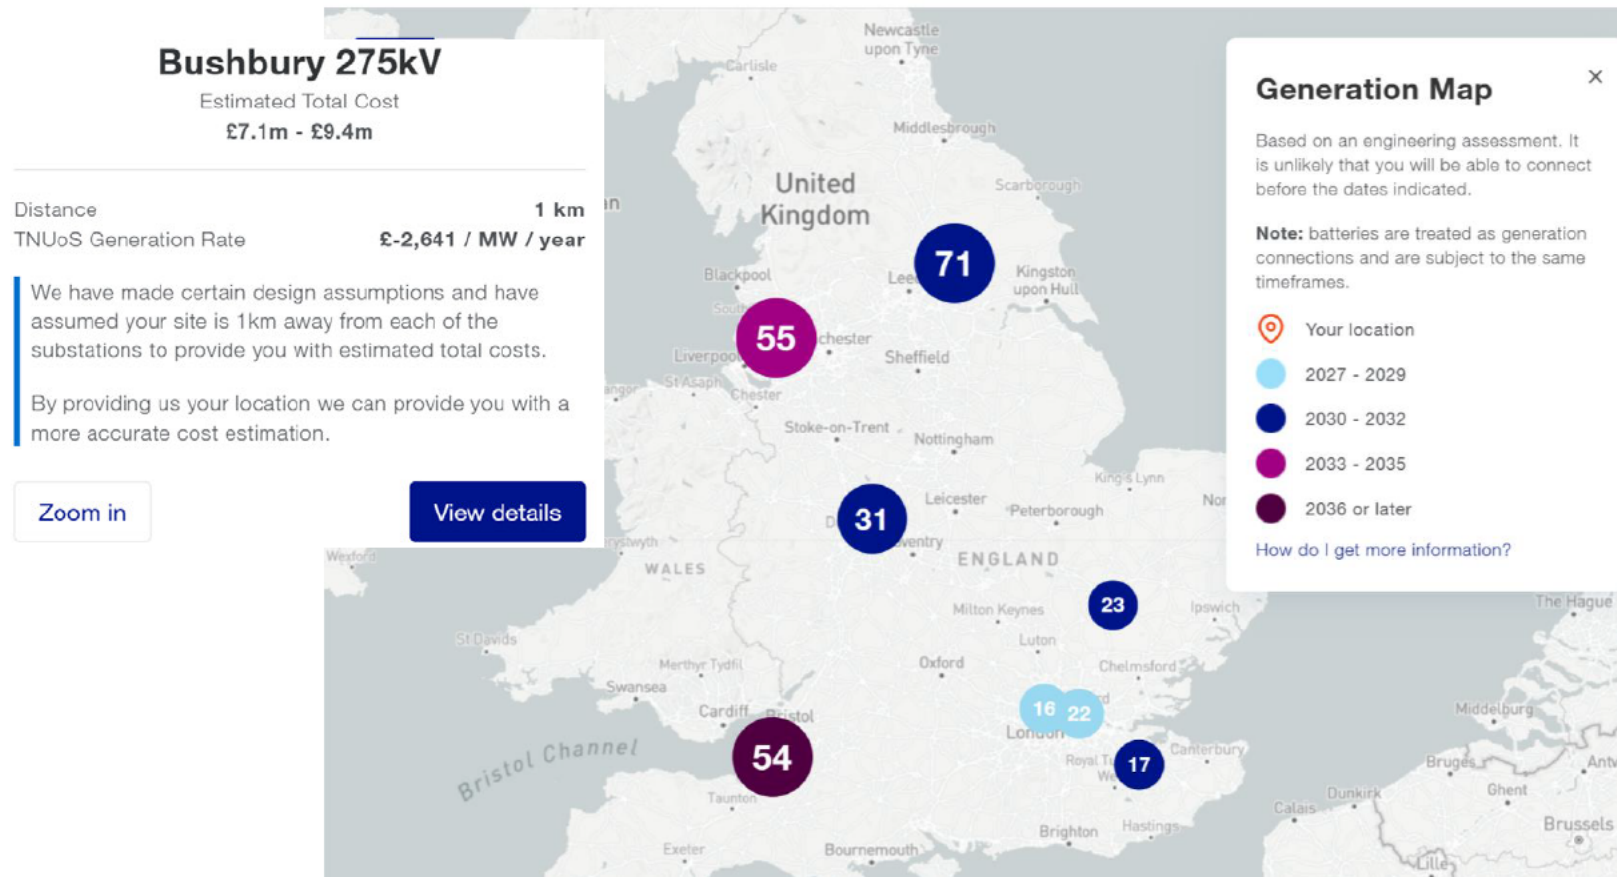 Bushbury 275kV
Estimated Total Cost
£7.1m - £9.4m
Distance
1 km
TNUoS Generation Rate
£-2,641 / MW / year
We have made certain design assumptions and have
assumed your site is 1km away from each of the
substations to provide you with estimated total costs.
By providing us your location we can provide you with a
more accurate cost estimation.
Zoom in
View details
Newcastle
upon Tyne
Carlisle
Middlesbrough
United
Kingdom
Scarborough
71
Blackpool
Kingston
upon Hull
55
Liverpool
Sheffield
St Asaph
Chester
Stoke-on-Trent
Nottingham
King's Lynn
31
Leicester
Peterborough
Wexford
WALES
ENGLAND
23
Milton Keynes
Ipswich
St Davids
Luton
Merthyr Tydfil
Oxford
Chelmsford
Swansea
Cardiff
Bristol
16
22
London
Bristol Channel
54
17
Canterbury
Taunton
Brighton
Hastings
Exeter
Bournemouth
The Hague
Middelburg
Bruges
Dunkirk
Ghent
Calais
Brussels
Lille
Generation Map
×
Based on an engineering assessment. It
is unlikely that you will be able to connect
before the dates indicated.
Note: batteries are treated as generation
connections and are subject to the same
timeframes.
Your location
2027 - 2029
2030 - 2032
2033 - 2035
2036 or later
How do I get more information?